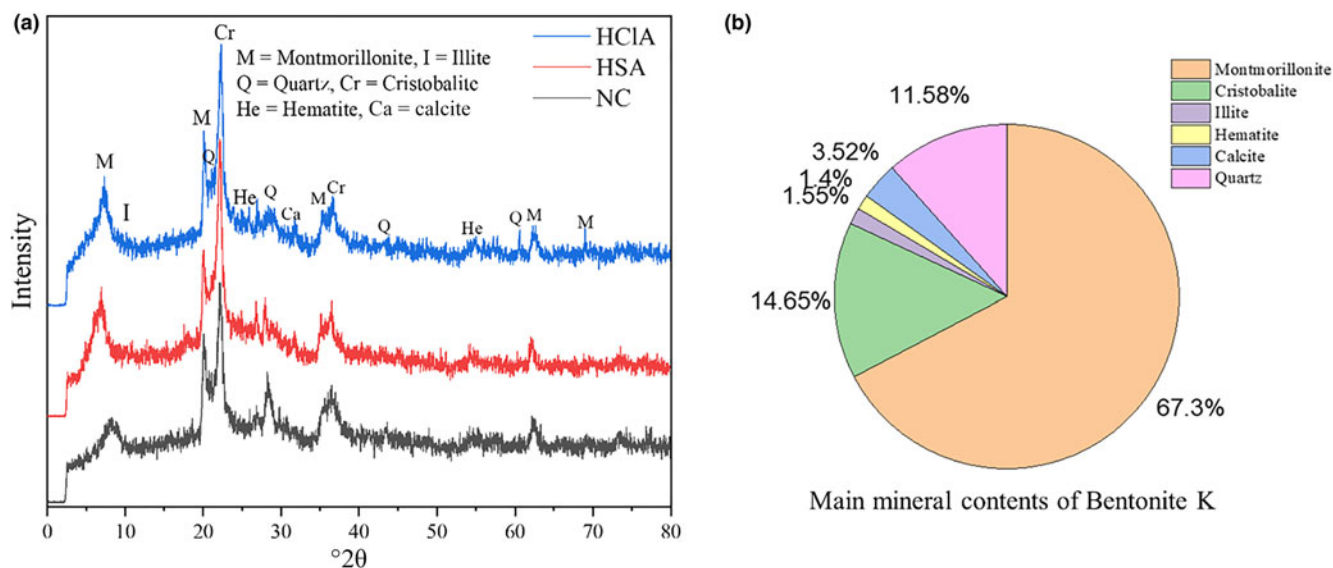 (a)
HClA
HSA
NC
M = Montmorillonite, I = Illite
Q = Quartz, Cr = Cristobalite
He = Hematite, Ca = calcite
Cr
M
M
Q
I
He
Q
Ca
M
Cr
Q
He
Q
M
M
Intensity
0 10 20 30 40 50 60 70 80
°2θ
(b)
Montmorillonite
Cristobalite
Illite
Hematite
Calcite
Quartz
11.58%
3.52%
1.4%
1.55%
14.65%
67.3%
Main mineral contents of Bentonite K